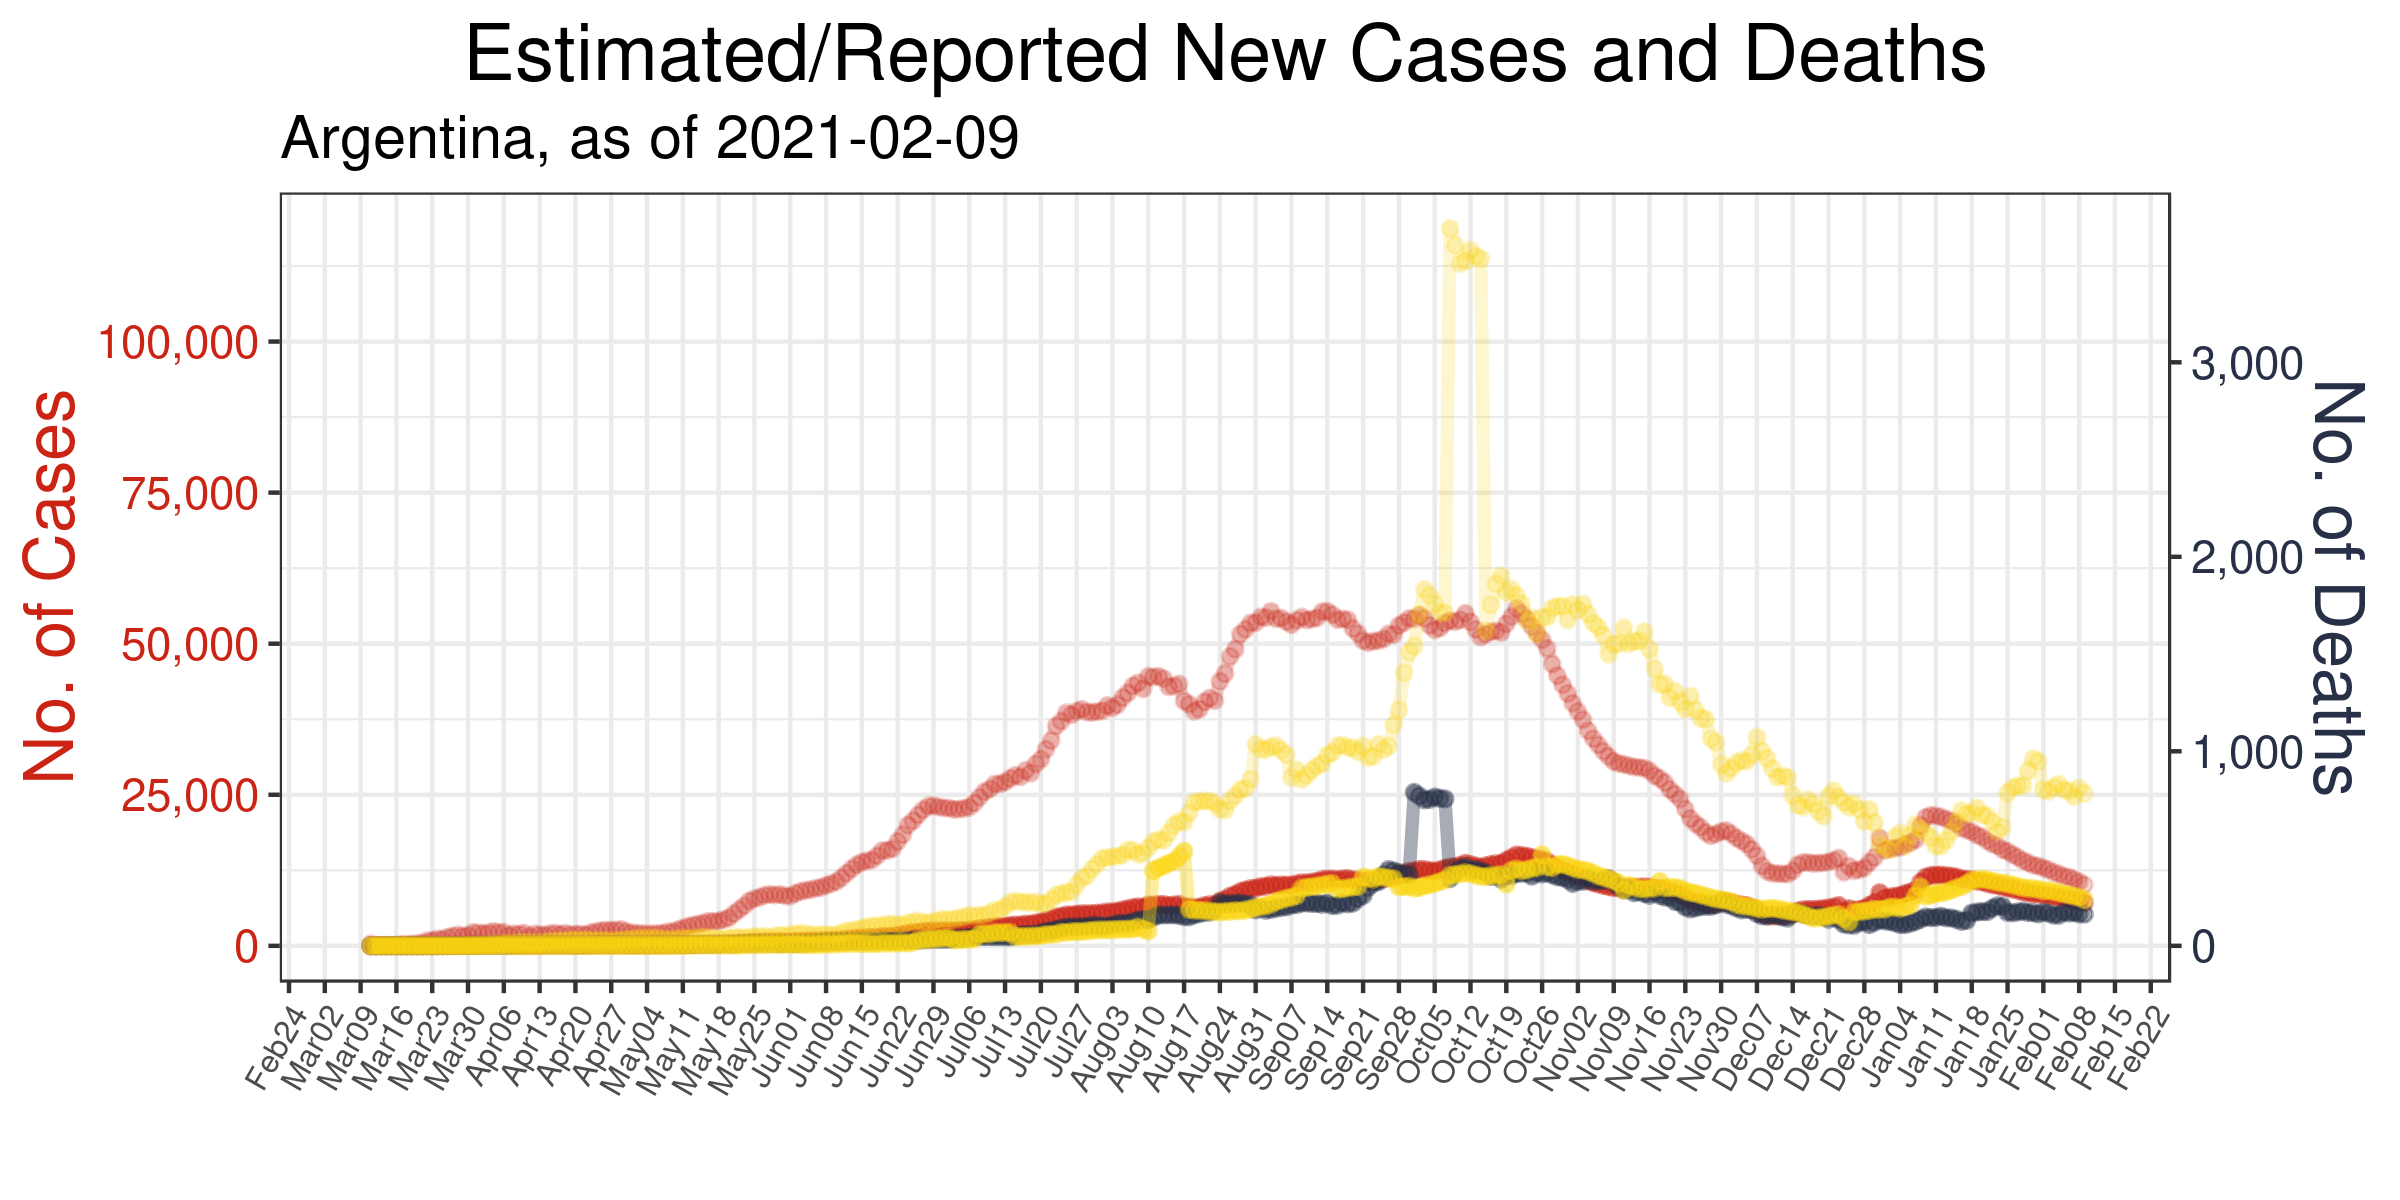 Estimated/Reported New Cases and Deaths
Argentina, as of 2021-02-09
No. of Cases
100,000
75,000
50,000
25,000
0
3,000
2,000
1,000
0
No. of Deaths
Feb24
Mar02
Mar09
Mar16
Mar23
Mar30
Apr06
Apr13
Apr20
Apr27
May04
May11
May18
May25
Jun01
Jun08
Jun15
Jun22
Jun29
Jul06
Jul13
Jul20
Jul27
Aug03
Aug10
Aug17
Aug24
Aug31
Sep07
Sep14
Sep21
Sep28
Oct05
Oct12
Oct19
Oct26
Nov02
Nov09
Nov16
Nov23
Nov30
Dec07
Dec14
Dec21
Dec28
Jan04
Jan11
Jan18
Jan25
Feb01
Feb08
Feb15
Feb22